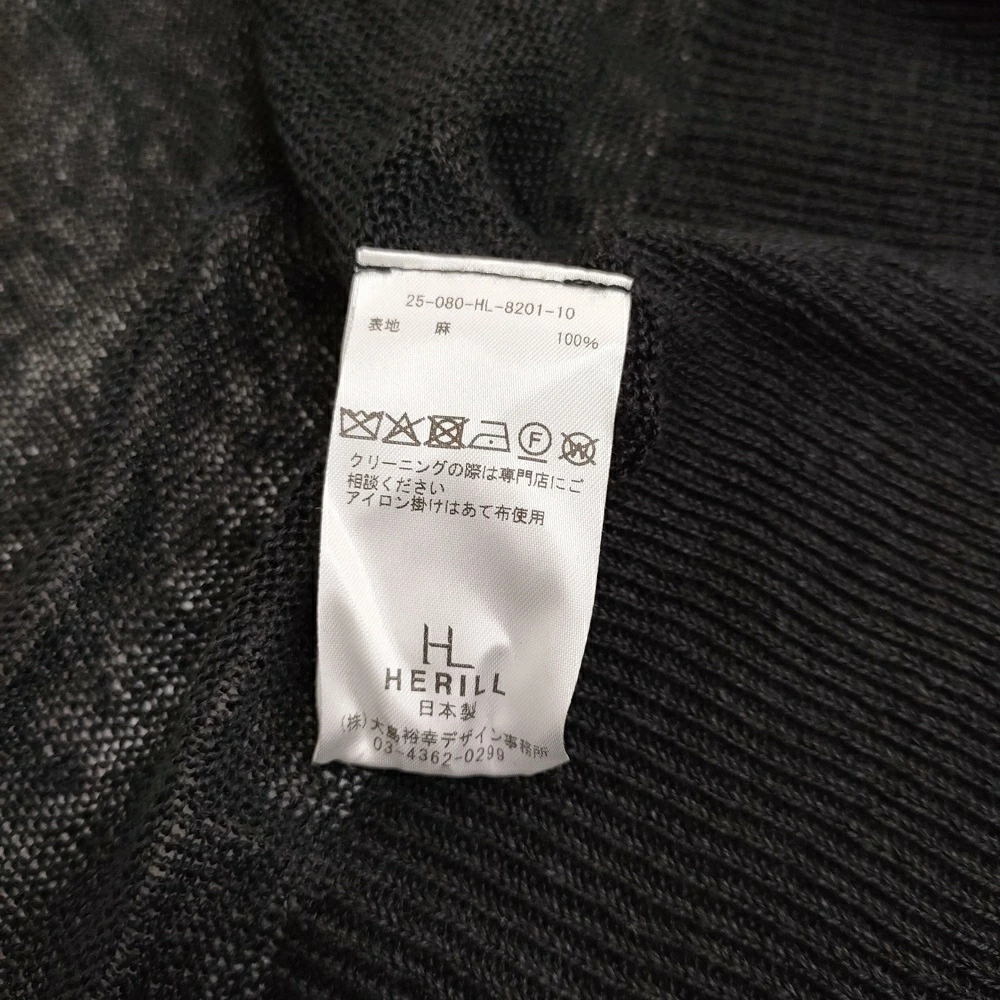 25-080-HL-8201-10
表地 麻 100%
F W
クリーニングの際は専門店にご
相談ください
アイロン掛けはあて布使用
HL
HERILL
日本製
(株)大島裕幸デザイン事務所
03-4362-0299